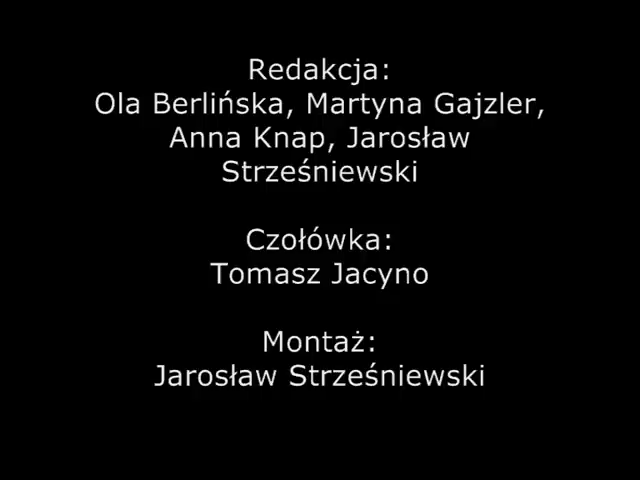 Redakcja:
Ola Berlińska, Martyna Gajzler,
Anna Knap, Jarosław
Strześniewski
Czołówka:
Tomasz Jacyno
Montaż:
Jarosław Strześniewski